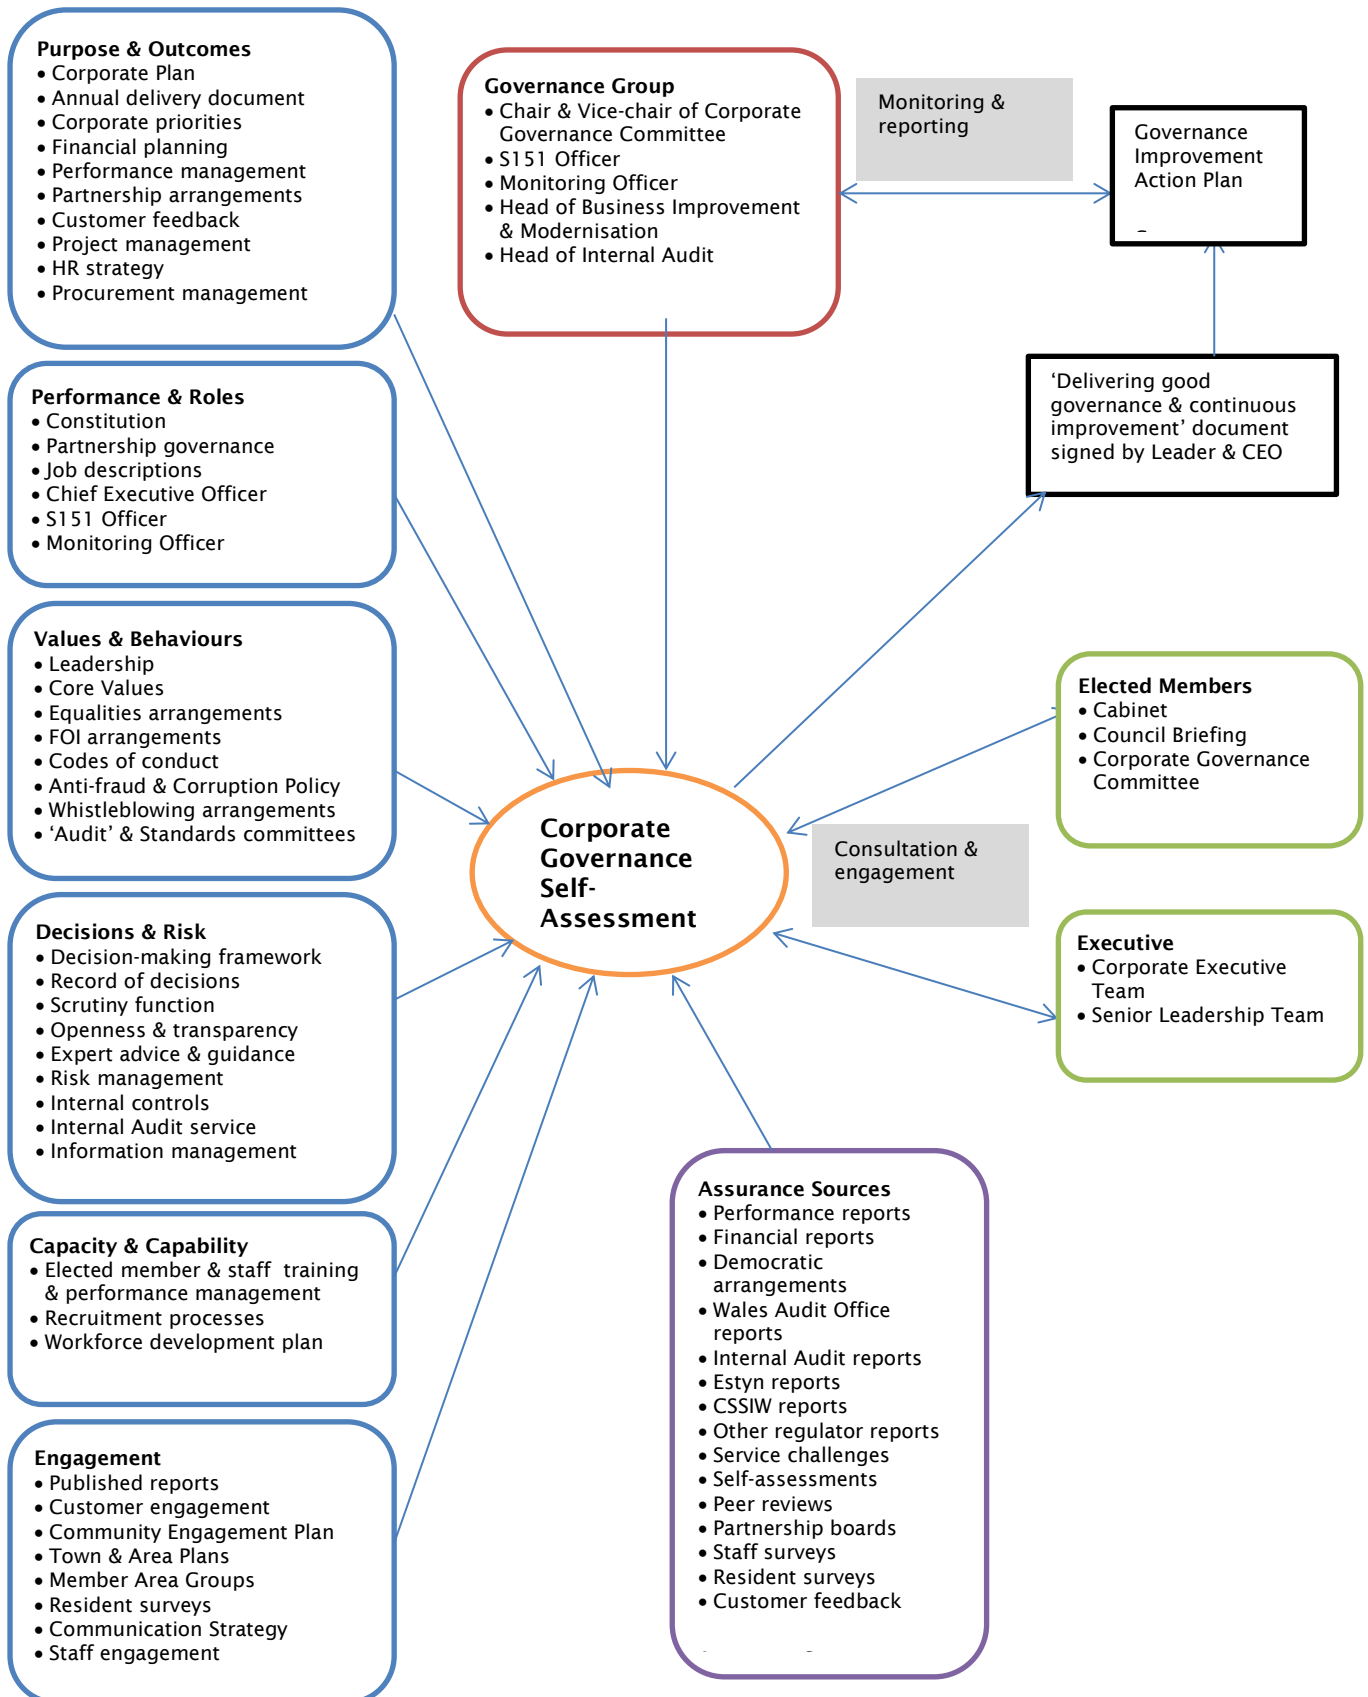 Purpose & Outcomes
• Corporate Plan
• Annual delivery document
• Corporate priorities
• Financial planning
• Performance management
• Partnership arrangements
• Customer feedback
• Project management
• HR strategy
• Procurement management
Governance Group
• Chair & Vice-chair of Corporate
Governance Committee
• S151 Officer
• Monitoring Officer
• Head of Business Improvement
& Modernisation
• Head of Internal Audit
Monitoring &
reporting
Governance
Improvement
Action Plan
‘Delivering good
governance & continuous
improvement’ document
signed by Leader & CEO
Performance & Roles
• Constitution
• Partnership governance
• Job descriptions
• Chief Executive Officer
• S151 Officer
• Monitoring Officer
Values & Behaviours
• Leadership
• Core Values
• Equalities arrangements
• FOI arrangements
• Codes of conduct
• Anti-fraud & Corruption Policy
• Whistleblowing arrangements
• ‘Audit’ & Standards committees
Corporate
Governance
Self-
Assessment
Elected Members
• Cabinet
• Council Briefing
• Corporate Governance
Committee
Consultation &
engagement
Executive
• Corporate Executive
Team
• Senior Leadership Team
Decisions & Risk
• Decision-making framework
• Record of decisions
• Scrutiny function
• Openness & transparency
• Expert advice & guidance
• Risk management
• Internal controls
• Internal Audit service
• Information management
Capacity & Capability
• Elected member & staff  training
& performance management
• Recruitment processes
• Workforce development plan
Engagement
• Published reports
• Customer engagement
• Community Engagement Plan
• Town & Area Plans
• Member Area Groups
• Resident surveys
• Communication Strategy
• Staff engagement
Assurance Sources
• Performance reports
• Financial reports
• Democratic
arrangements
• Wales Audit Office
reports
• Internal Audit reports
• Estyn reports
• CSSIW reports
• Other regulator reports
• Service challenges
• Self-assessments
• Peer reviews
• Partnership boards
• Staff surveys
• Resident surveys
• Customer feedback